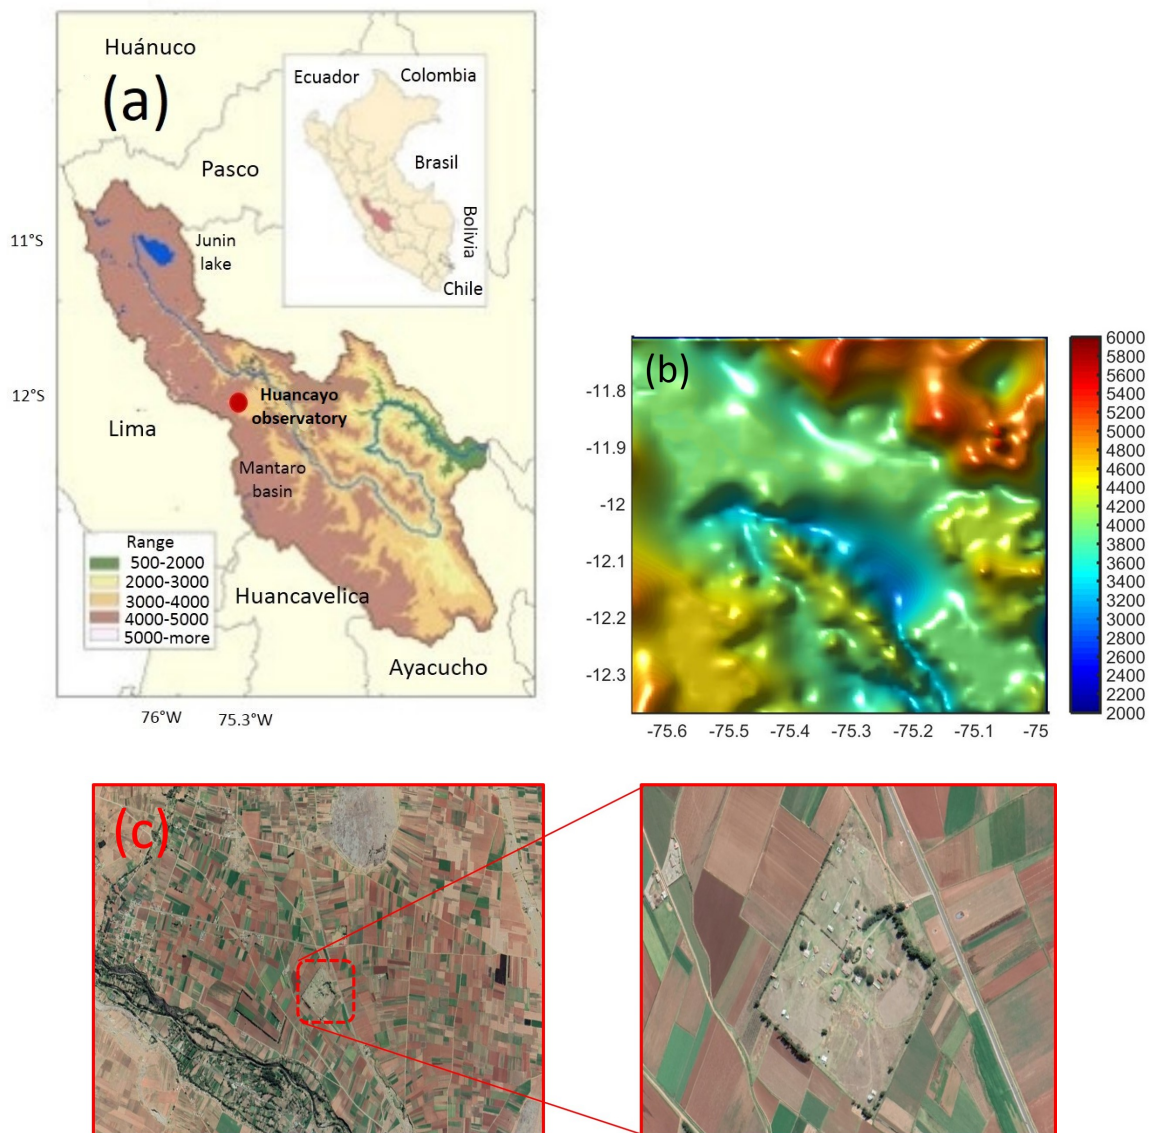 Huánuco
(a)
Ecuador
Colombia
Brasil
Bolivia
Chile
Pasco
11°S
Junin
lake
12°S
Huancayo
observatory
Lima
Mantaro
basin
Range
500-2000
2000-3000
3000-4000
4000-5000
5000-more
Huancavelica
Ayacucho
76°W
75.3°W
(b)
-11.8
-11.9
-12
-12.1
-12.2
-12.3
-75.6
-75.5
-75.4
-75.3
-75.2
-75.1
-75
6000
5800
5600
5400
5200
5000
4800
4600
4400
4200
4000
3800
3600
3400
3200
3000
2800
2600
2400
2200
2000
(c)